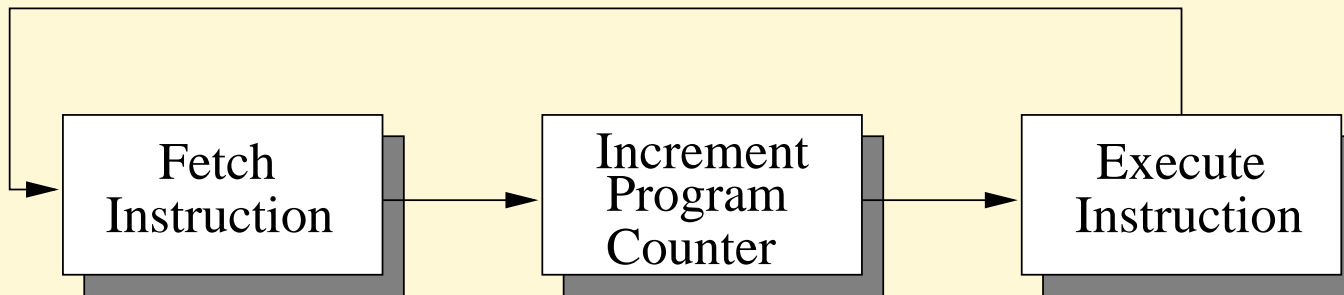 Fetch
Instruction
Increment
Program
Counter
Execute
Instruction